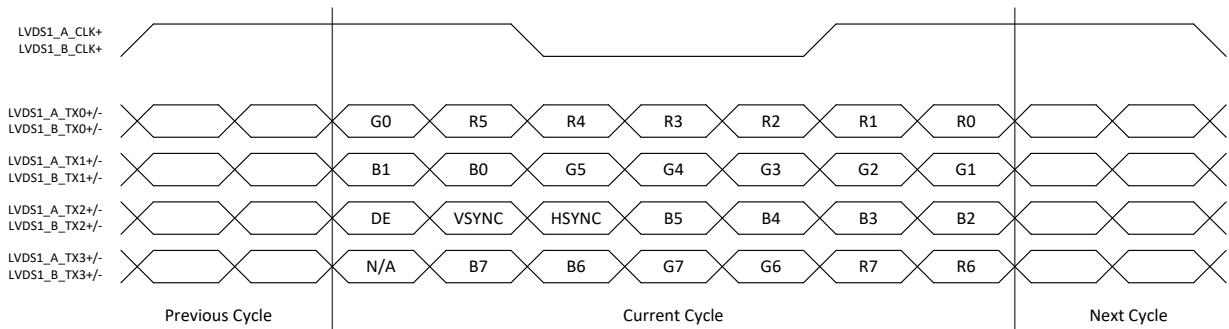 LVDS1_A_CLK+
LVDS1_B_CLK+
LVDS1_A_TX0+/-
LVDS1_B_TX0+/-
G0 R5 R4 R3 R2 R1 R0
LVDS1_A_TX1+/-
LVDS1_B_TX1+/-
B1 B0 G5 G4 G3 G2 G1
LVDS1_A_TX2+/-
LVDS1_B_TX2+/-
DE VSYNC HSYNC B5 B4 B3 B2
LVDS1_A_TX3+/-
LVDS1_B_TX3+/-
N/A B7 B6 G7 G6 R7 R6
Previous Cycle Current Cycle Next Cycle